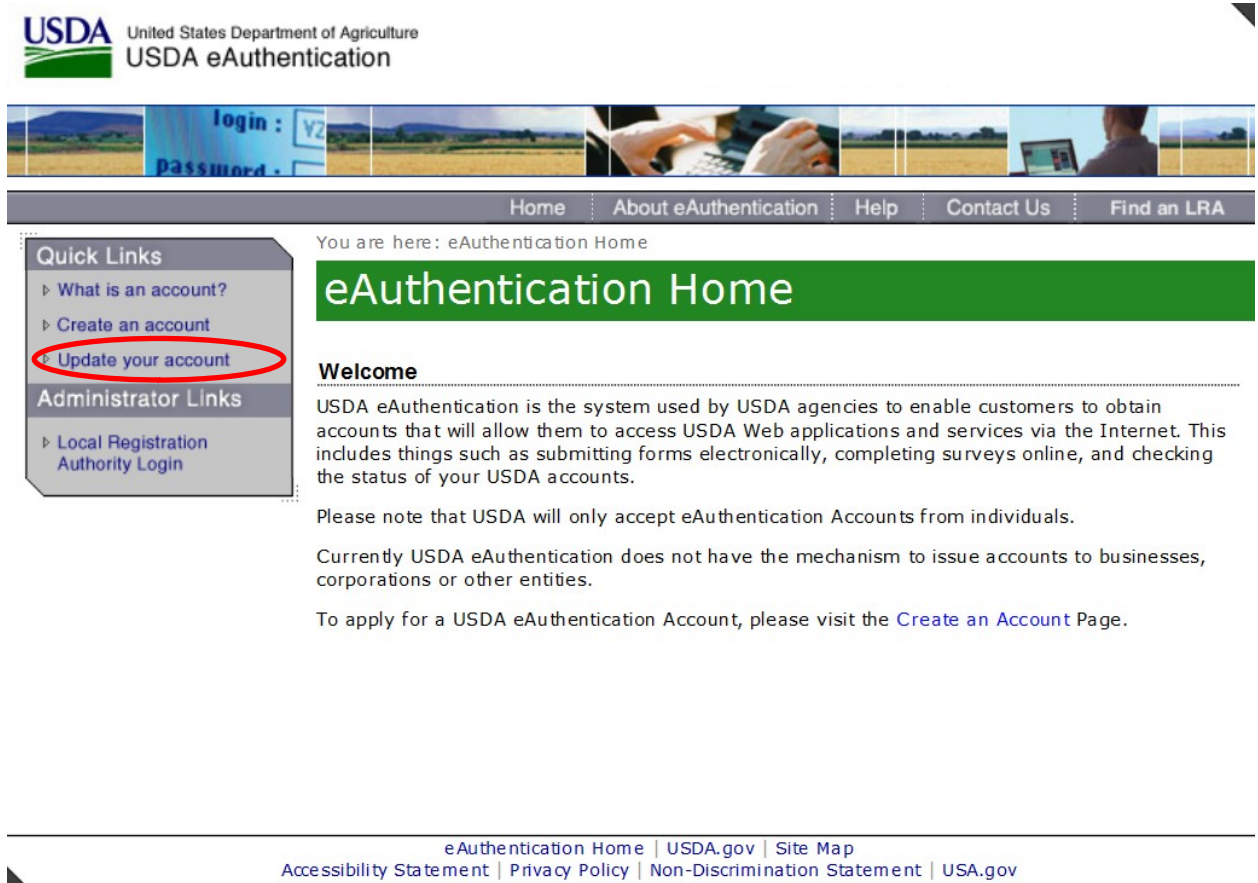 USDA United States Department of Agriculture
USDA eAuthentication
login :
password :
Home About eAuthentication Help Contact Us Find an LRA
Quick Links
What is an account?
Create an account
Update your account
Administrator Links
Local Registration
Authority Login
You are here: eAuthentication Home
eAuthentication Home
Welcome
USDA eAuthentication is the system used by USDA agencies to enable customers to obtain
accounts that will allow them to access USDA Web applications and services via the Internet. This
includes things such as submitting forms electronically, completing surveys online, and checking
the status of your USDA accounts.
Please note that USDA will only accept eAuthentication Accounts from individuals.
Currently USDA eAuthentication does not have the mechanism to issue accounts to businesses,
corporations or other entities.
To apply for a USDA eAuthentication Account, please visit the Create an Account Page.
eAuthentication Home | USDA.gov | Site Map
Accessibility Statement | Privacy Policy | Non-Discrimination Statement | USA.gov